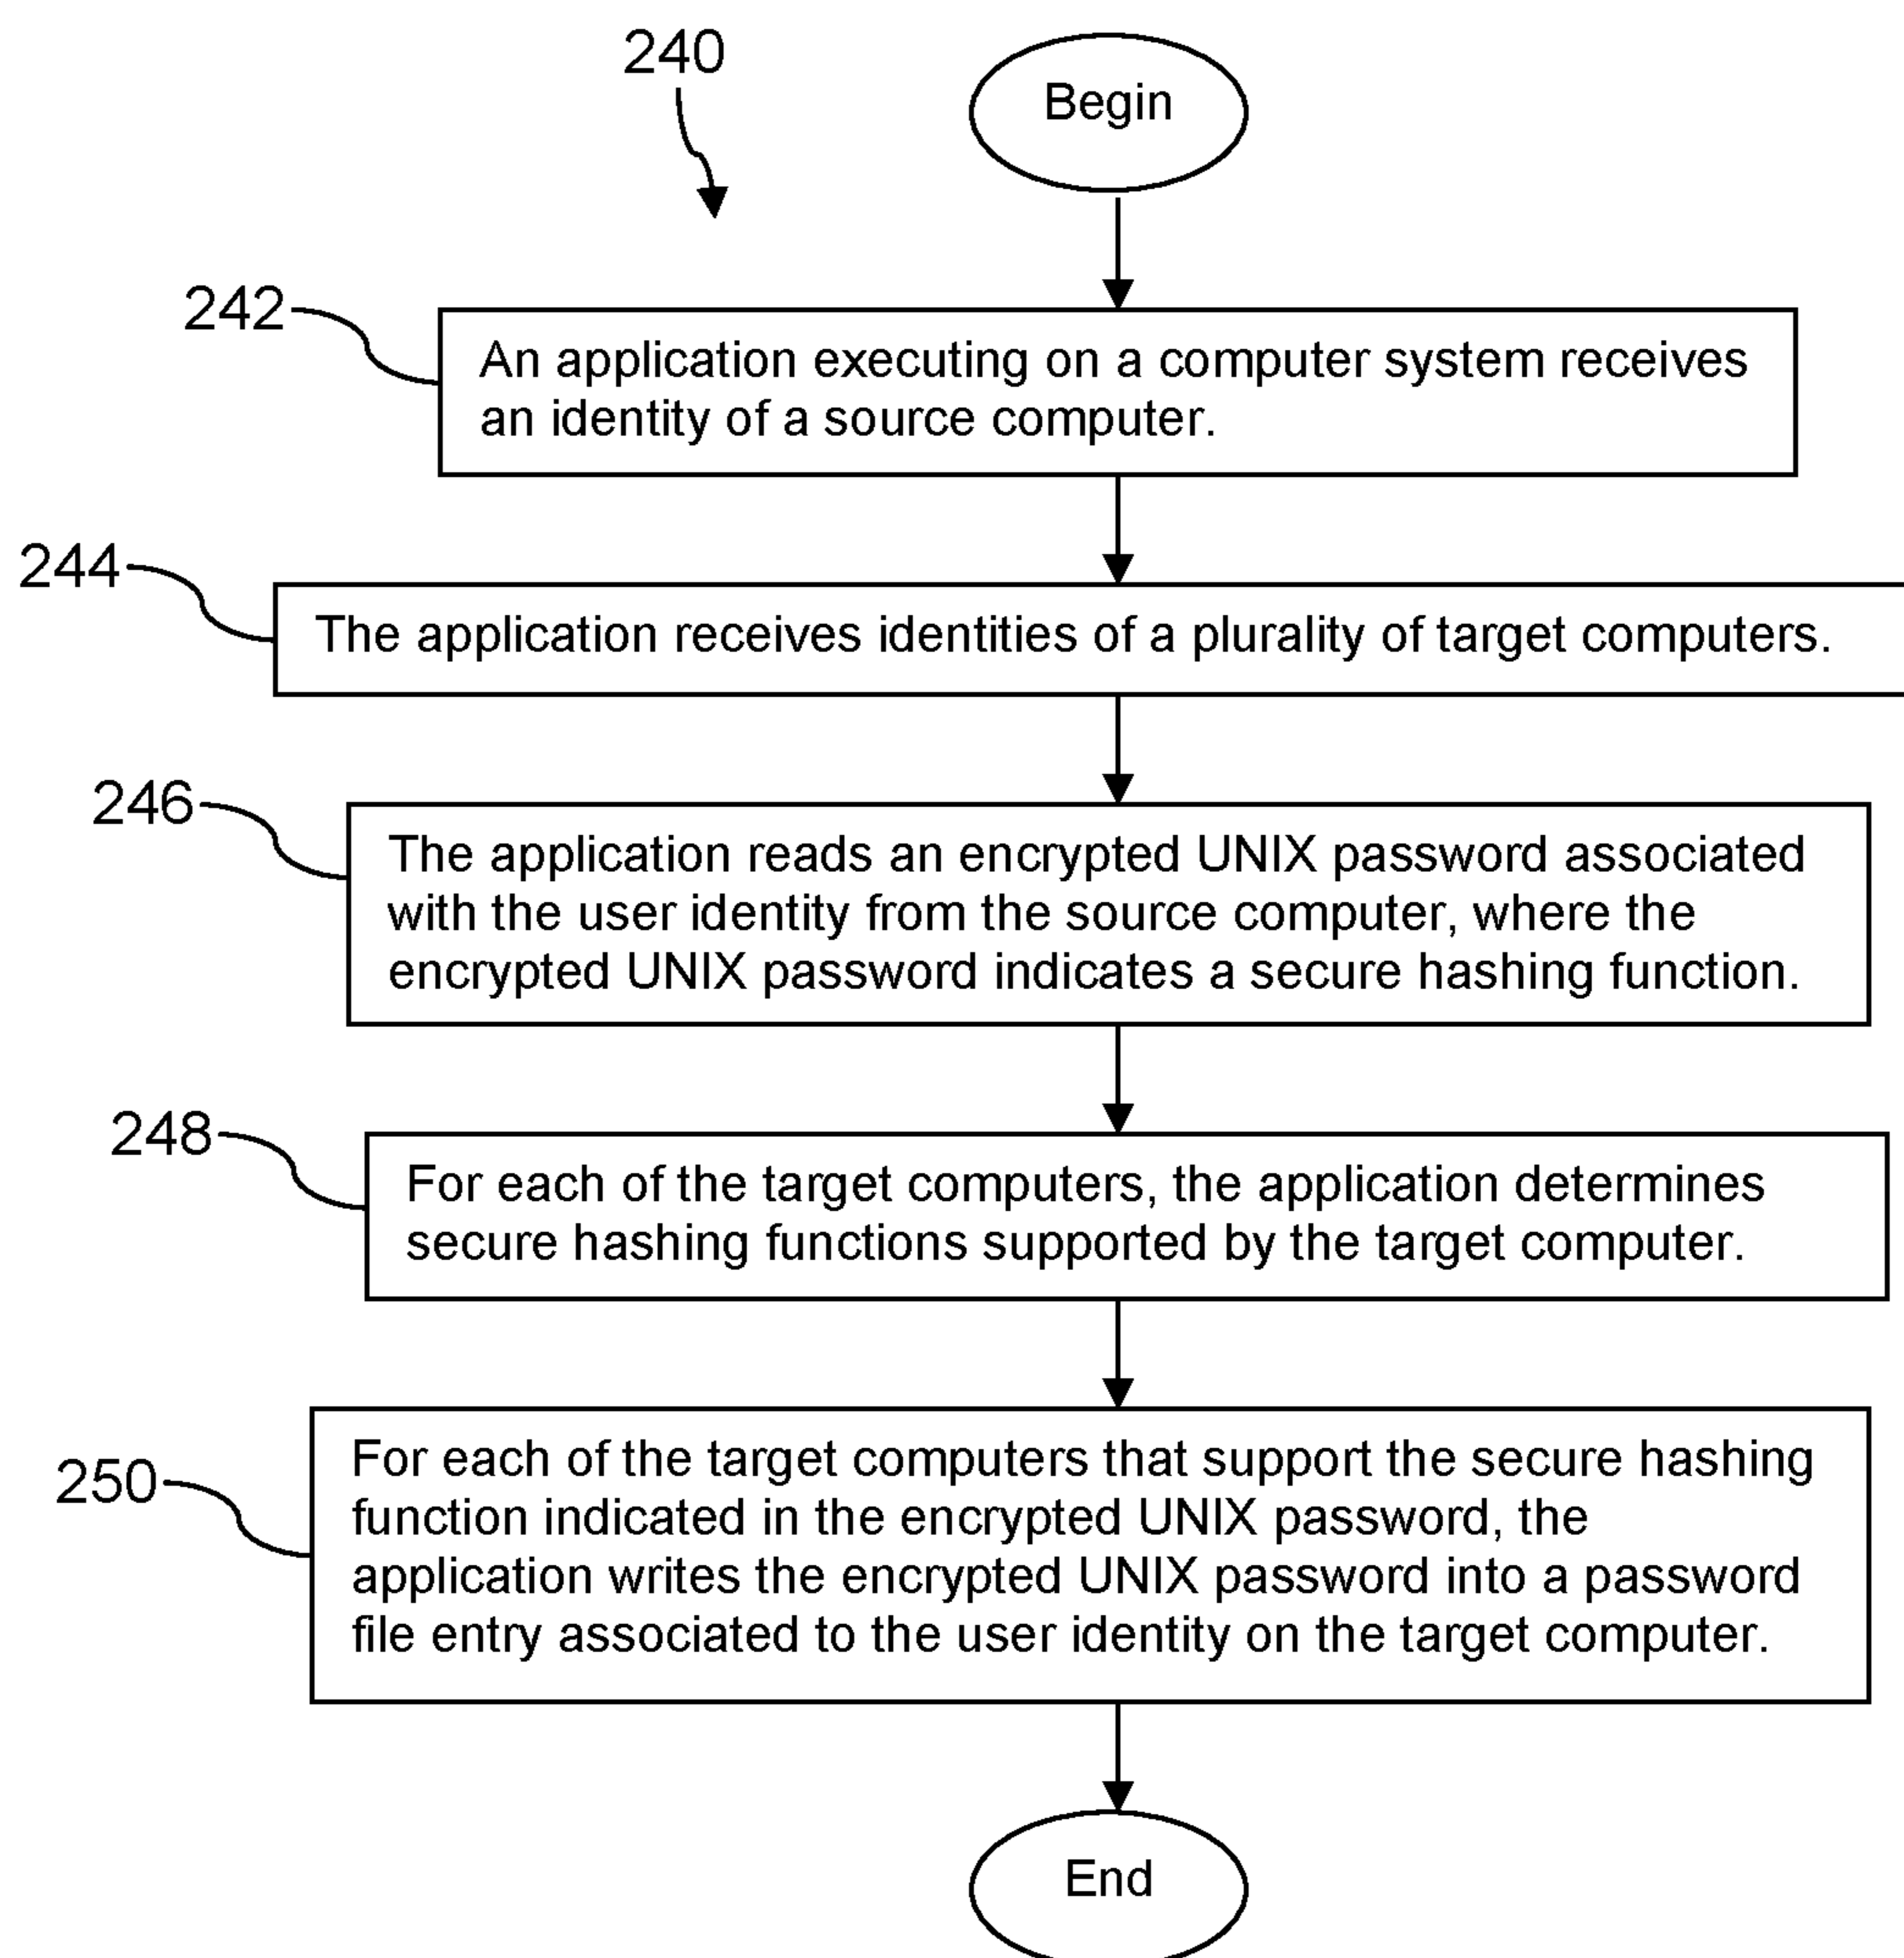 240
Begin
242
An application executing on a computer system receives
an identity of a source computer.
244
The application receives identities of a plurality of target computers.
246
The application reads an encrypted UNIX password associated
with the user identity from the source computer, where the
encrypted UNIX password indicates a secure hashing function.
248
For each of the target computers, the application determines
secure hashing functions supported by the target computer.
250
For each of the target computers that support the secure hashing
function indicated in the encrypted UNIX password, the
application writes the encrypted UNIX password into a password
file entry associated to the user identity on the target computer.
End